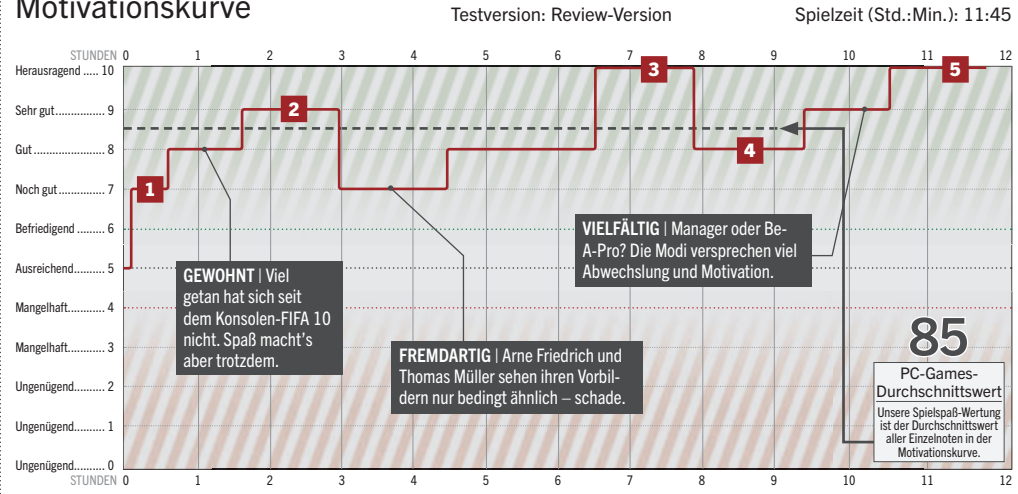 Motivationskurve
Testversion: Review-Version
Spielzeit (Std.:Min.): 11:45
STUNDEN 0 1 2 3 4 5 6 7 8 9 10 11 12
Herausragend ..... 10
Sehr gut ............... 9
Gut ....................... 8
Noch gut ............. 7
Befriedigend ........ 6
Ausreichend ......... 5
Mangelhaft............ 4
Mangelhaft............ 3
Ungenügend.......... 2
Ungenügend.......... 1
Ungenügend.......... 0
STUNDEN 0 1 2 3 4 5 6 7 8 9 10 11 12
1
2
3
4
5
GEWOHNT | Viel
getan hat sich seit
dem Konsolen-FIFA 10
nicht. Spaß macht's
aber trotzdem.
FREMDARTIG | Arne Friedrich und
Thomas Müller sehen ihren Vorbil-
dern nur bedingt ähnlich – schade.
VIELFÄLTIG | Manager oder Be-
A-Pro? Die Modi versprechen viel
Abwechslung und Motivation.
85
PC-Games-
Durchschnittswert
Unsere Spielspaß-Wertung
ist der Durchschnittswert
aller Einzelnoten in der
Motivationskurve.